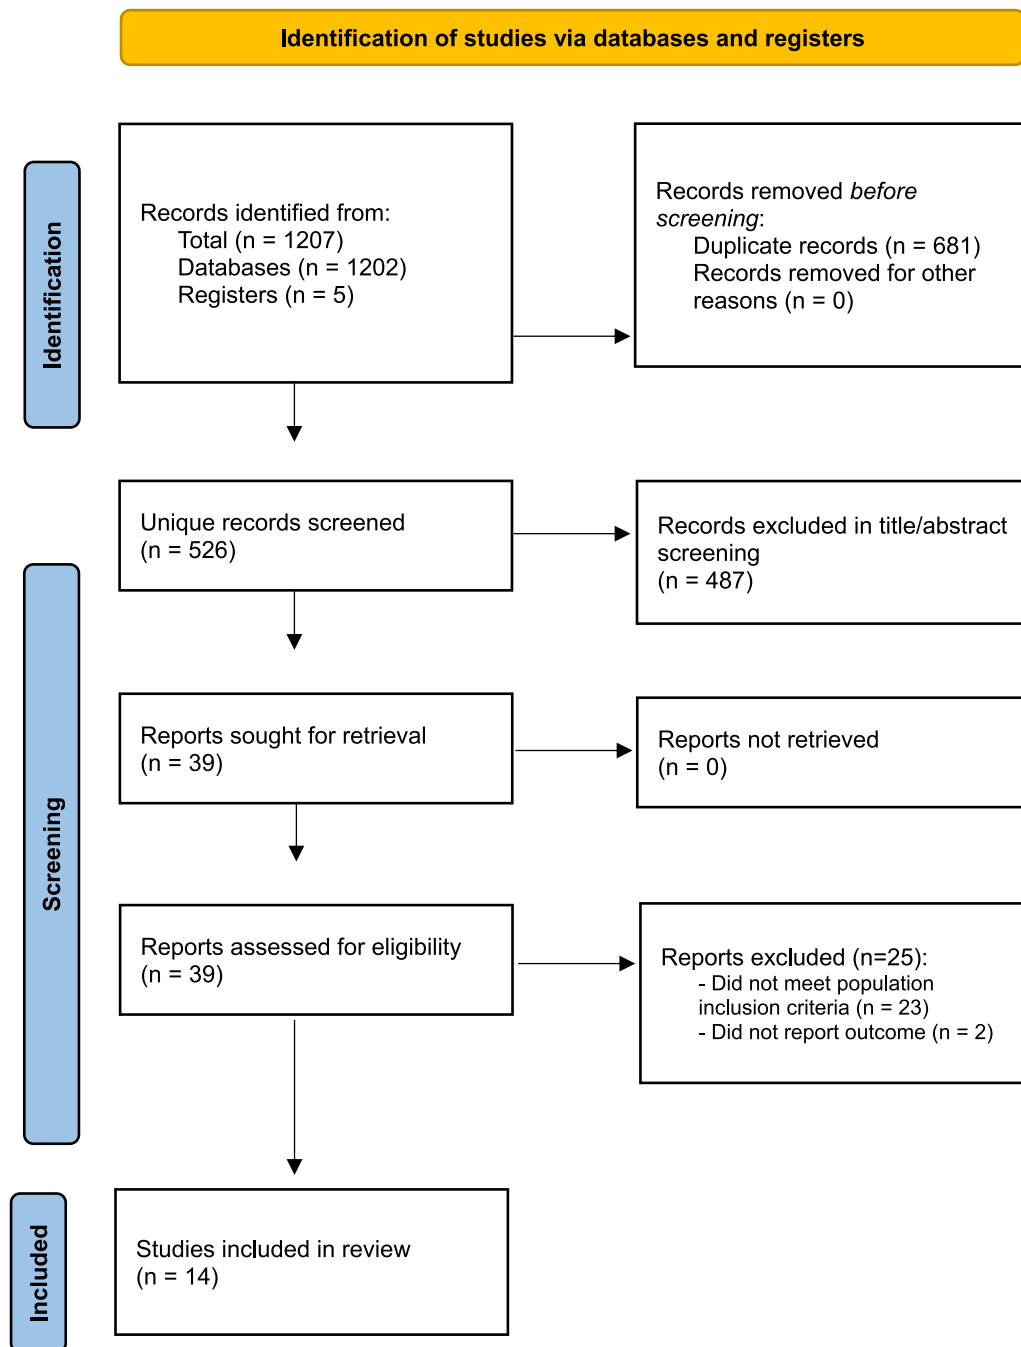 Identification of studies via databases and registers
Identification
Records identified from:
Total (n = 1207)
Databases (n = 1202)
Registers (n = 5)
Records removed before
screening:
Duplicate records (n = 681)
Records removed for other
reasons (n = 0)
Screening
Unique records screened
(n = 526)
Records excluded in title/abstract
screening
(n = 487)
Reports sought for retrieval
(n = 39)
Reports not retrieved
(n = 0)
Reports assessed for eligibility
(n = 39)
Reports excluded (n=25):
- Did not meet population
inclusion criteria (n = 23)
- Did not report outcome (n = 2)
Included
Studies included in review
(n = 14)